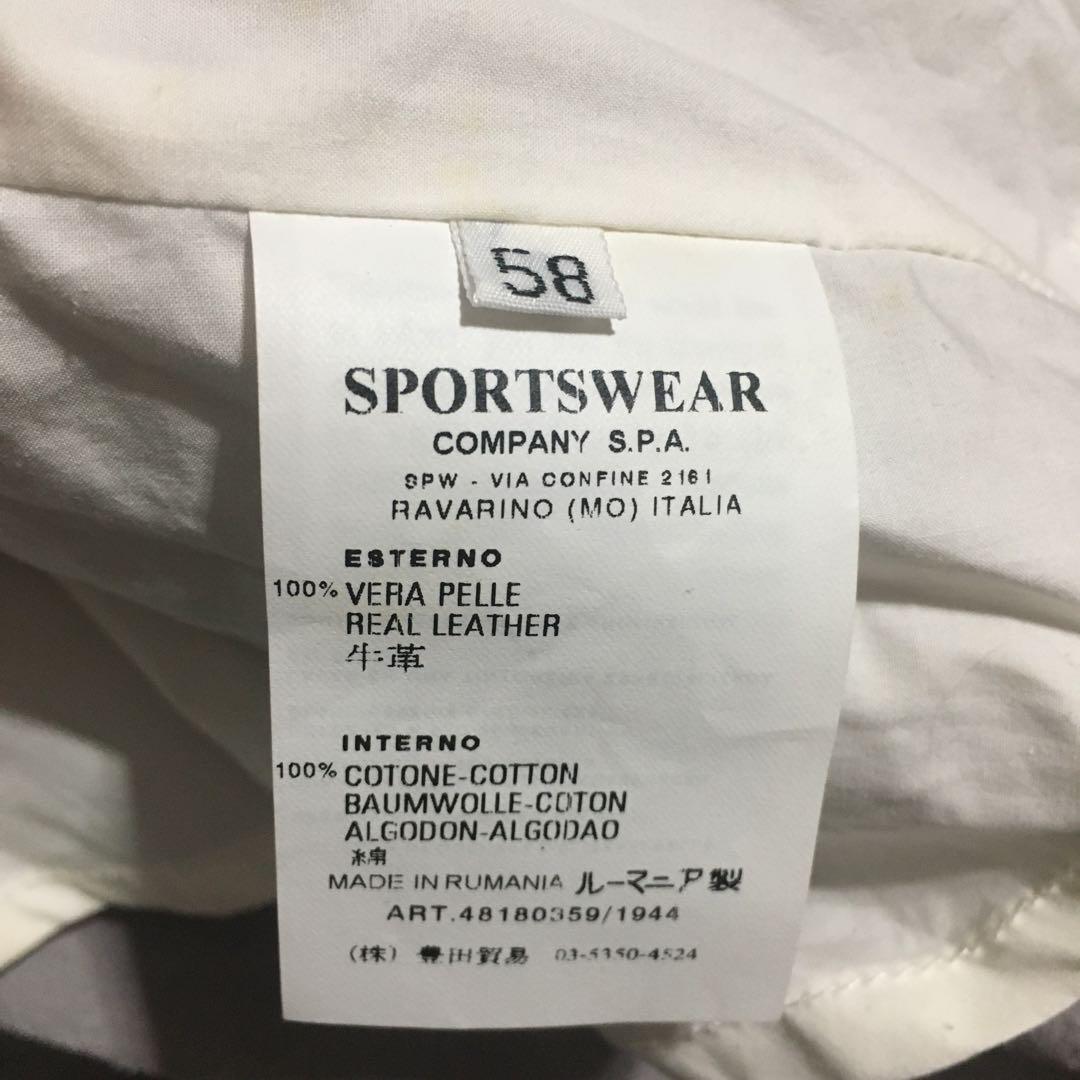 58
SPORTSWEAR
COMPANY S.P.A.
SPW - VIA CONFINE 2161
RAVARINO (MO) ITALIA
ESTERNO
100% VERA PELLE
REAL LEATHER
牛革
INTERNO
100% COTONE-COTTON
BAUMWOLLE-COTON
ALGODON-ALGODAO
綿
MADE IN RUMANIA ルーマニア製
ART.48180359/1944
(株) 豊田貿易 03-5350-4524